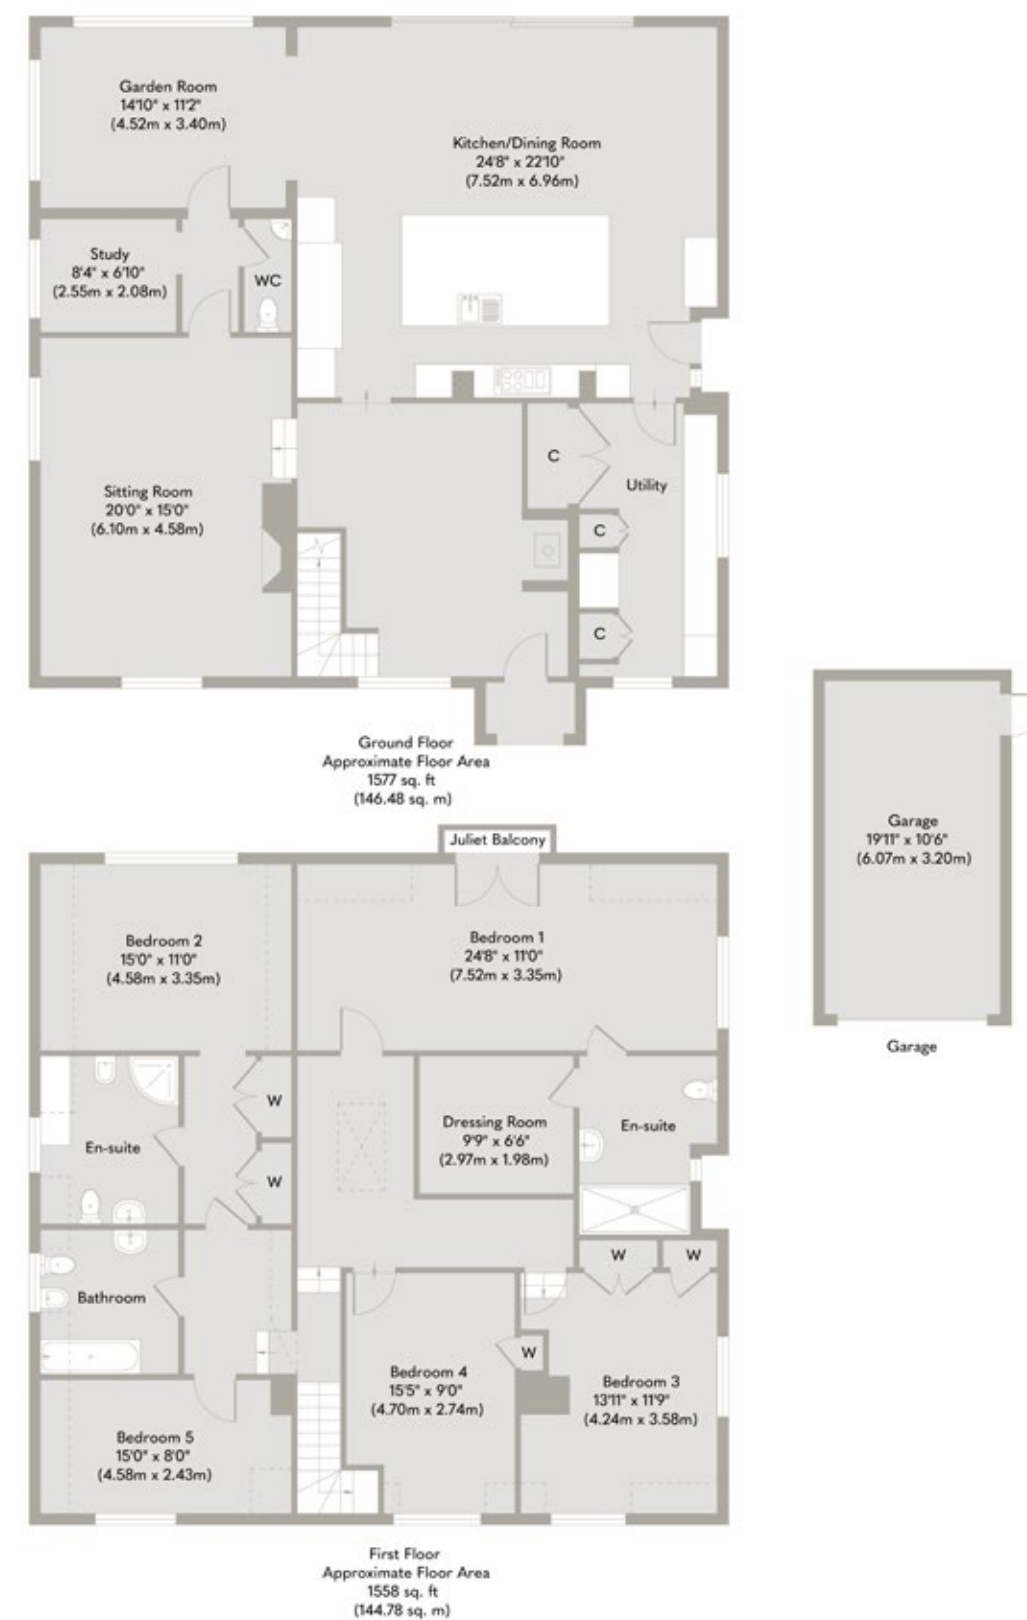 Garden Room
14'10" x 11'2"
(4.52m x 3.40m)
Kitchen/Dining Room
24'8" x 22'10"
(7.52m x 6.96m)
Study
8'4" x 6'10"
(2.55m x 2.08m)
WC
Sitting Room
20'0" x 15'0"
(6.10m x 4.58m)
C
Utility
C
C
Ground Floor
Approximate Floor Area
1577 sq. ft
(146.48 sq. m)
Garage
19'11" x 10'6"
(6.07m x 3.20m)
Garage
Juliet Balcony
Bedroom 2
15'0" x 11'0"
(4.58m x 3.35m)
Bedroom 1
24'8" x 11'0"
(7.52m x 3.35m)
W
En-suite
W
Dressing Room
9'9" x 6'6"
(2.97m x 1.98m)
En-suite
W
W
Bathroom
W
Bedroom 4
15'5" x 9'0"
(4.70m x 2.74m)
Bedroom 3
13'11" x 11'9"
(4.24m x 3.58m)
Bedroom 5
15'0" x 8'0"
(4.58m x 2.43m)
First Floor
Approximate Floor Area
1558 sq. ft
(144.78 sq. m)